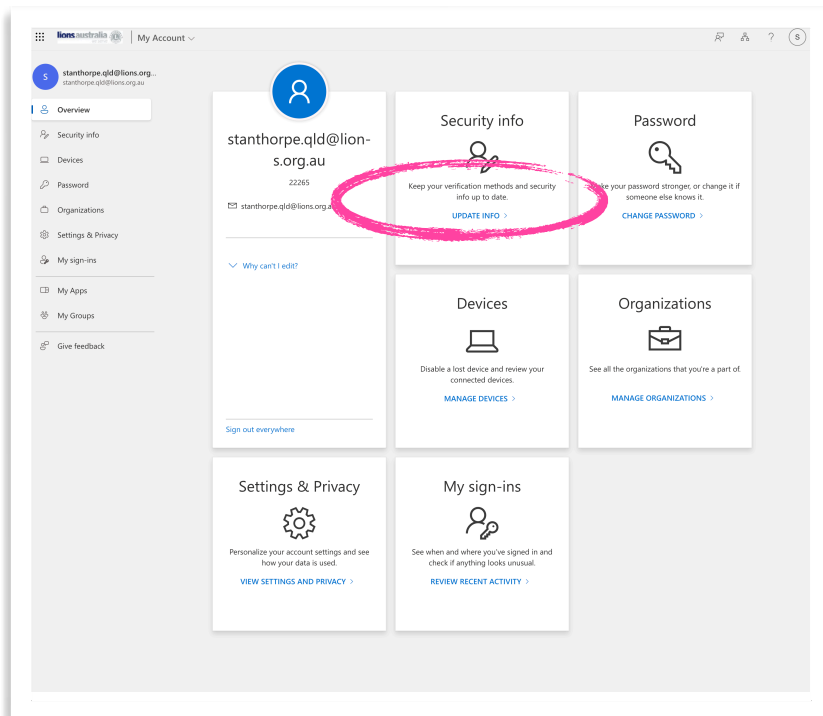 lionsaustralia
My Account
?
S
S
stanthorpe.qld@lions.org...
stanthorpe.qld@lions.org.au
Overview
Security info
Devices
Password
Organizations
Settings & Privacy
My sign-ins
My Apps
My Groups
Give feedback
stanthorpe.qld@lion-
s.org.au
22265
stanthorpe.qld@lions.org.a
Why can't I edit?
Sign out everywhere
Security info
Keep your verification methods and security
info up to date.
UPDATE INFO >
Password
your password stronger, or change it if
someone else knows it.
CHANGE PASSWORD >
Devices
Disable a lost device and review your
connected devices.
MANAGE DEVICES >
Organizations
See all the organizations that you're a part of.
MANAGE ORGANIZATIONS >
Settings & Privacy
Personalize your account settings and see
how your data is used.
VIEW SETTINGS AND PRIVACY >
My sign-ins
See when and where you've signed in and
check if anything looks unusual.
REVIEW RECENT ACTIVITY >